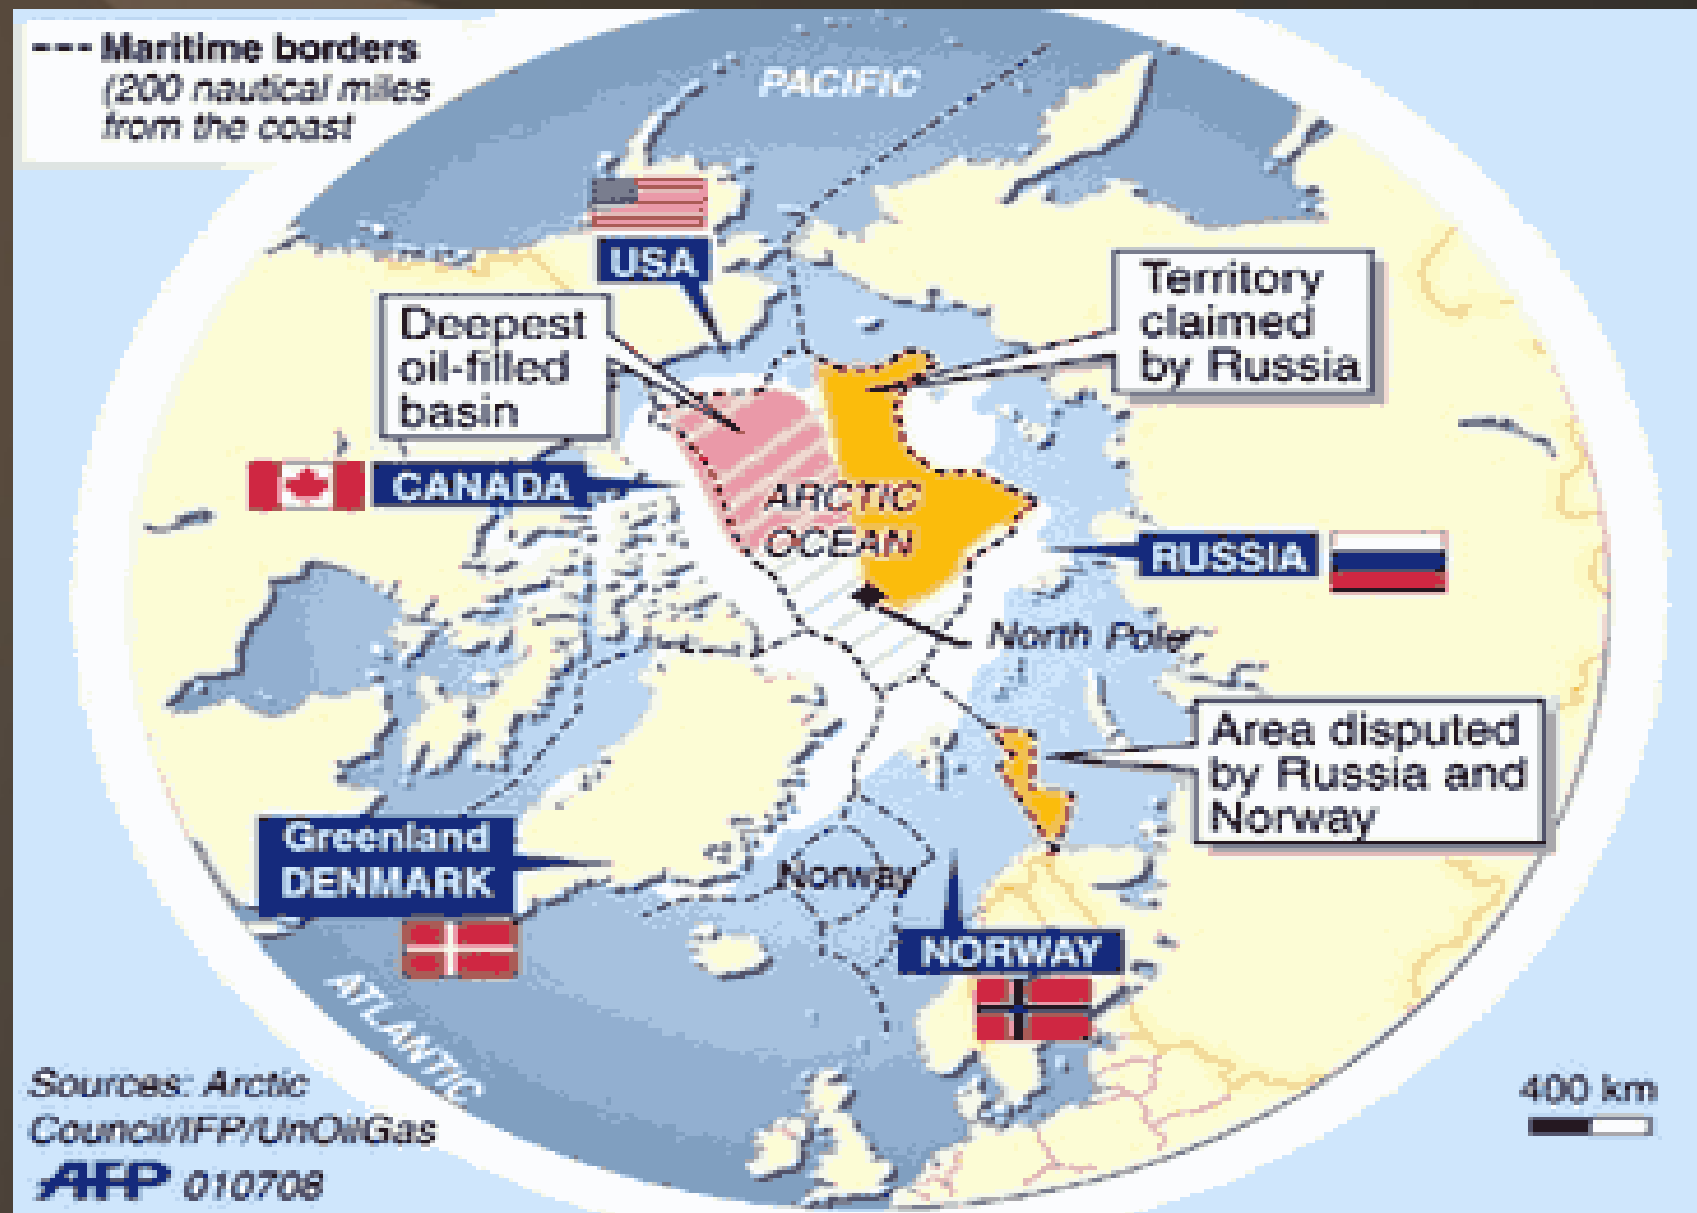 --- Maritime borders
(200 nautical miles
from the coast
PACIFIC
USA
Deepest
oil-filled
basin
Territory
claimed
by Russia
CANADA
ARCTIC
OCEAN
RUSSIA
North Pole
Area disputed
by Russia and
Norway
Greenland
DENMARK
Norway
NORWAY
ATLANTIC
Sources: Arctic
Council/IFP/UnOilGas
AFP 010708
400 km